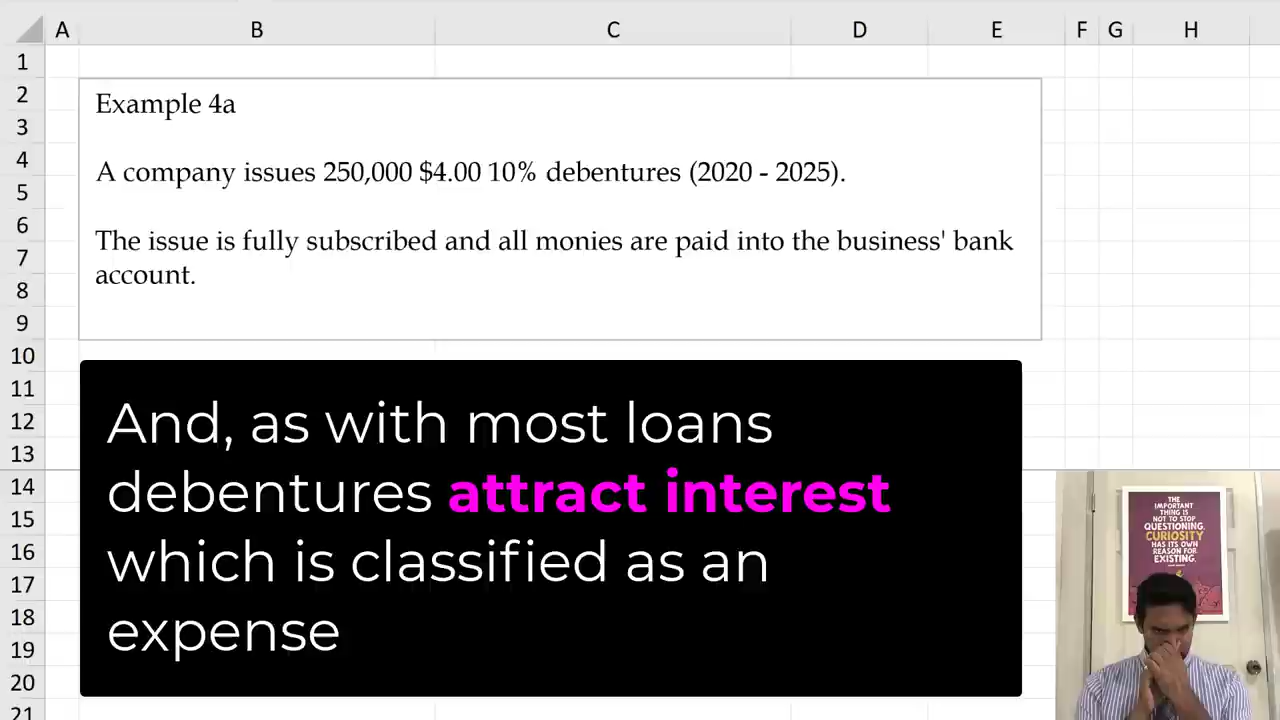 A B C D E F G H
1
2
3
4
5
6
7
8
9
10
11
12
13
14
15
16
17
18
19
20
21
Example 4a
A company issues 250,000 $4.00 10% debentures (2020 - 2025).
The issue is fully subscribed and all monies are paid into the business' bank
account.
And, as with most loans
debentures attract interest
which is classified as an
expense
THE
IMPORTANT
THING IS
NOT TO STOP
QUESTIONING.
CURIOSITY
HAS ITS OWN
REASON FOR
EXISTING.